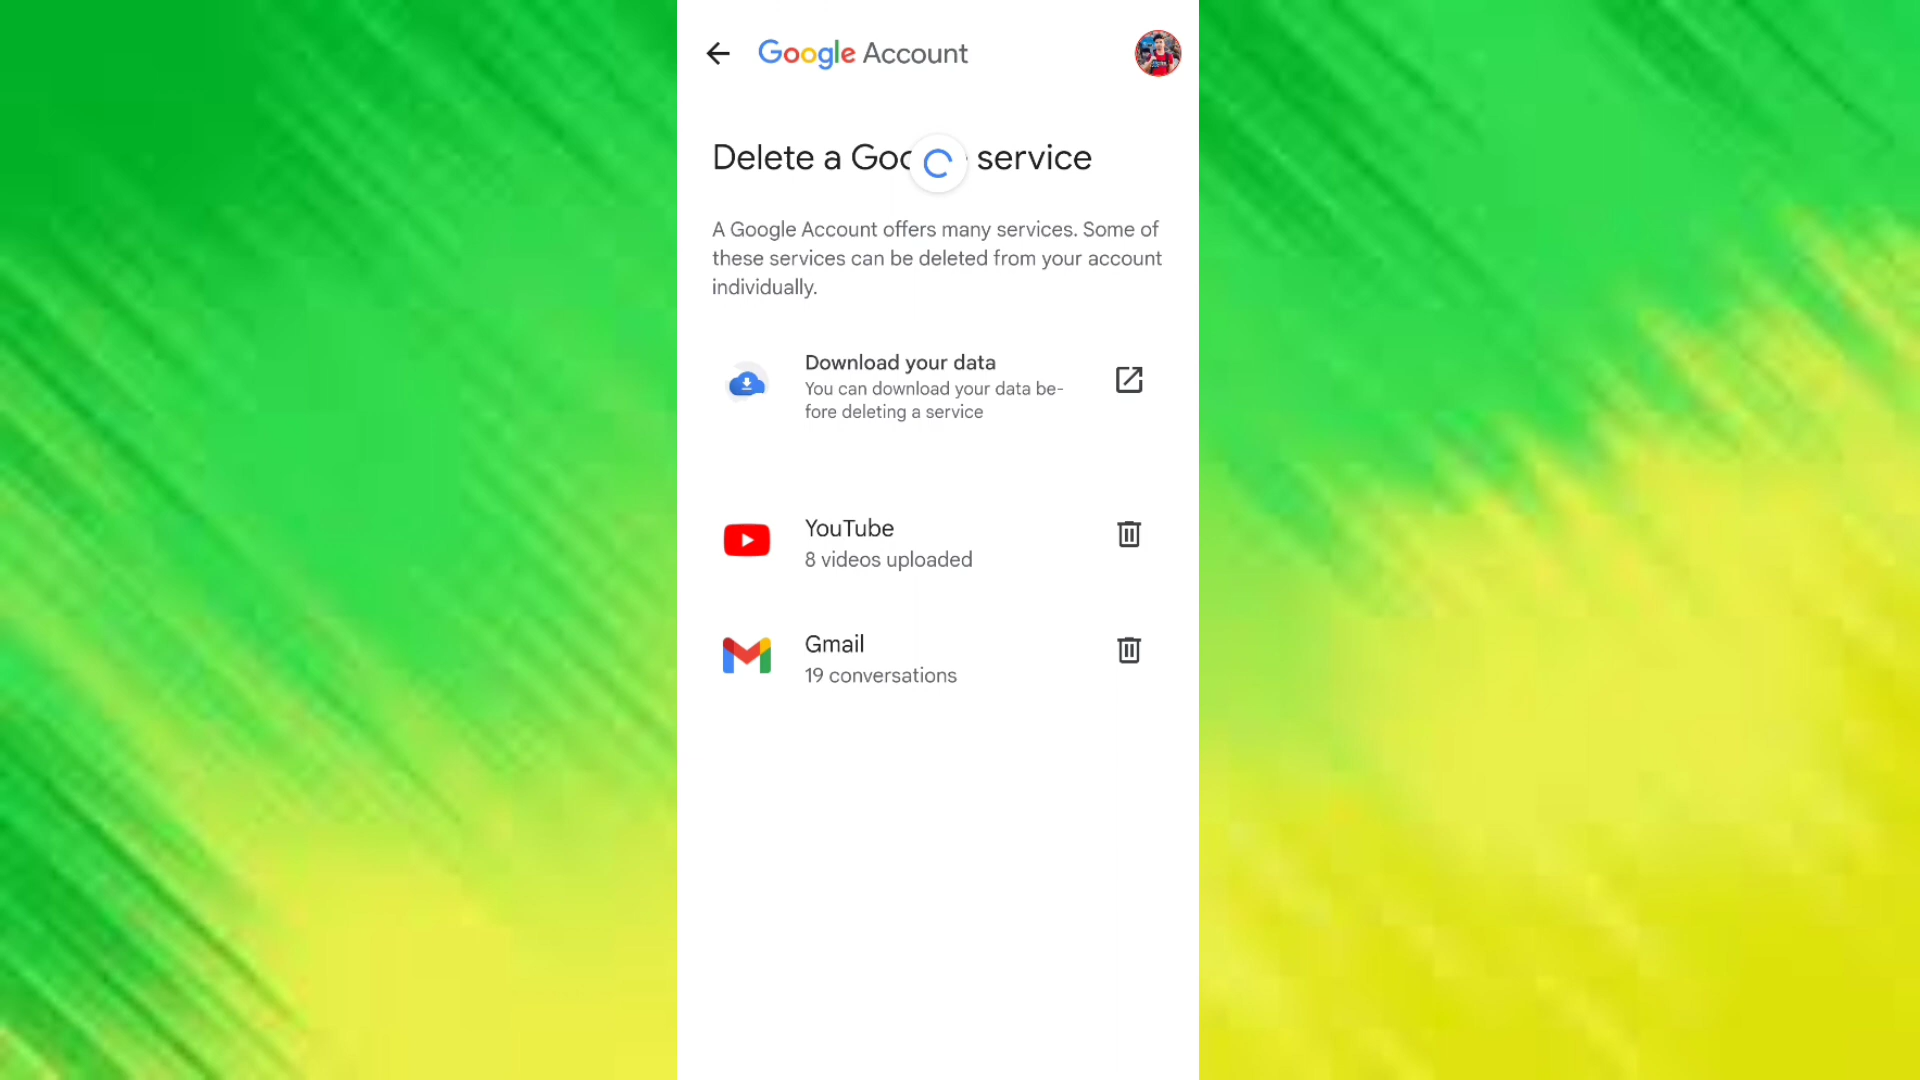 Google Account
Delete a Goo service
A Google Account offers many services. Some of
these services can be deleted from your account
individually.
Download your data
You can download your data be-
fore deleting a service
YouTube
8 videos uploaded
Gmail
19 conversations